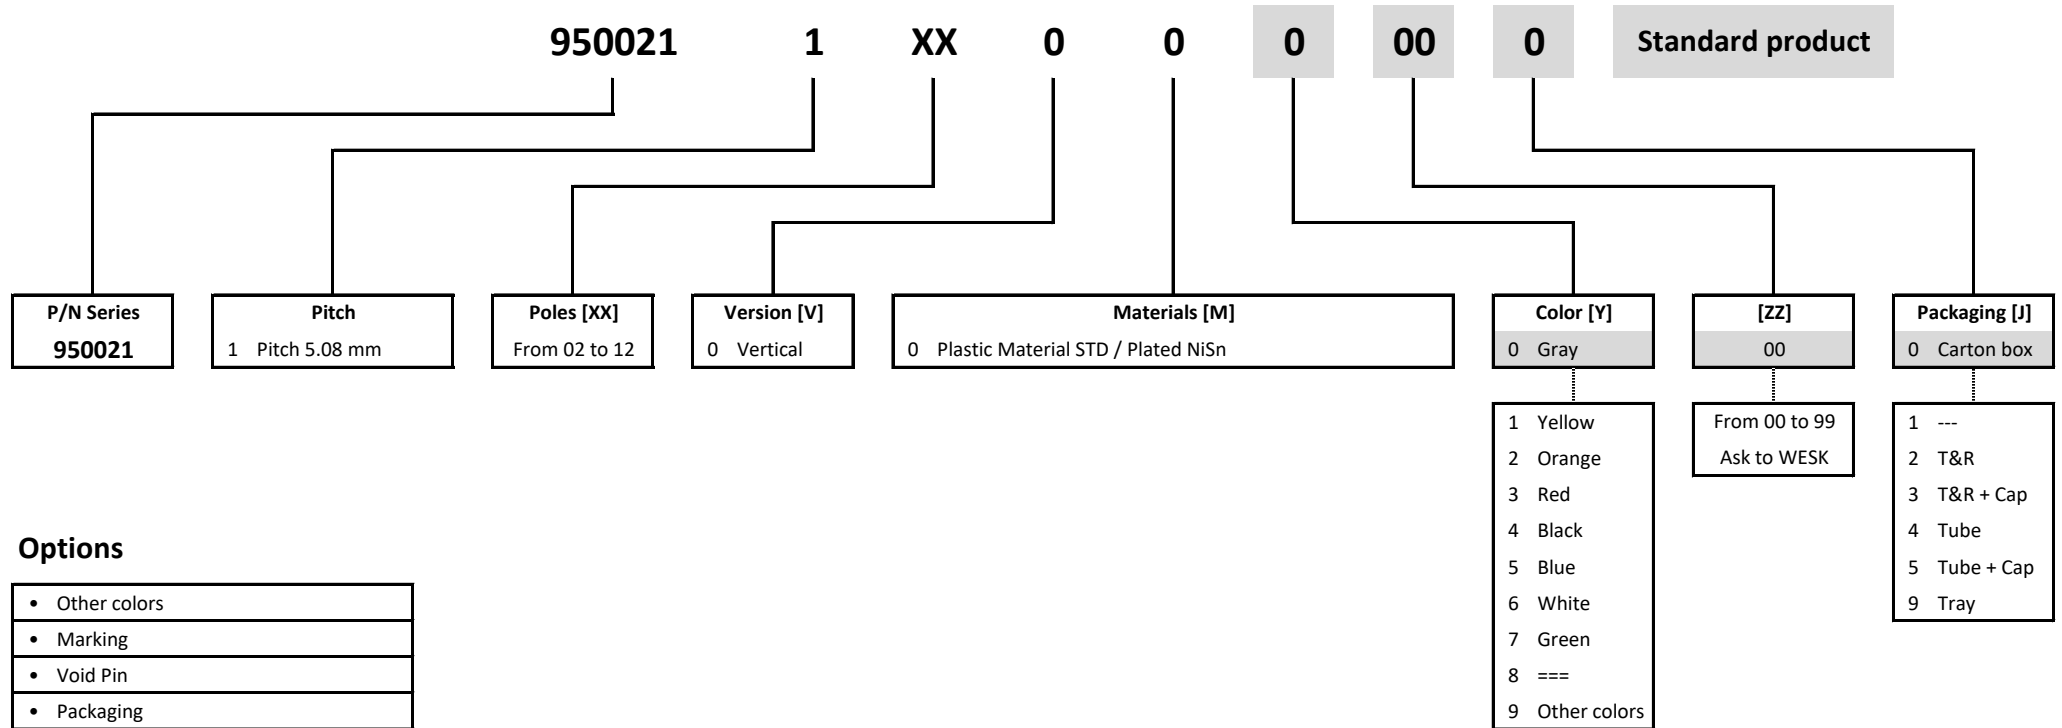 950021 1 XX 0 0 0 00 0 Standard product
P/N Series Pitch Poles [XX] Version [V] Materials [M] Color [Y] [ZZ] Packaging [J]
950021 1 Pitch 5.08 mm From 02 to 12 0 Vertical 0 Plastic Material STD / Plated NiSn 0 Gray 00 0 Carton box
1 Yellow From 00 to 99 1 ---
2 Orange Ask to WESK 2 T&R
3 Red 3 T&R + Cap
4 Black 4 Tube
Options
5 Blue 5 Tube + Cap
• Other colors 6 White 9 Tray
• Marking 7 Green
• Void Pin 8 ===
• Packaging 9 Other colors